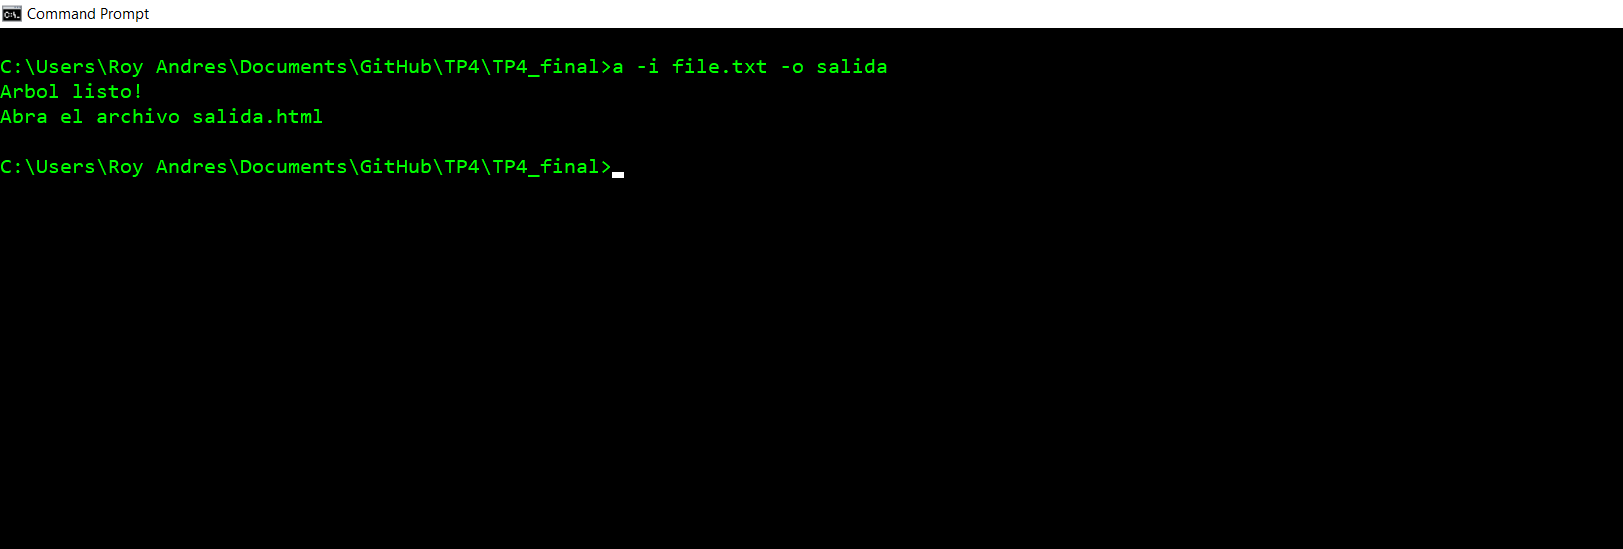 Command Prompt
C:\Users\Roy Andres\Documents\GitHub\TP4\TP4_final>a -i file.txt -o salida
Arbol listo!
Abra el archivo salida.html
C:\Users\Roy Andres\Documents\GitHub\TP4\TP4_final>